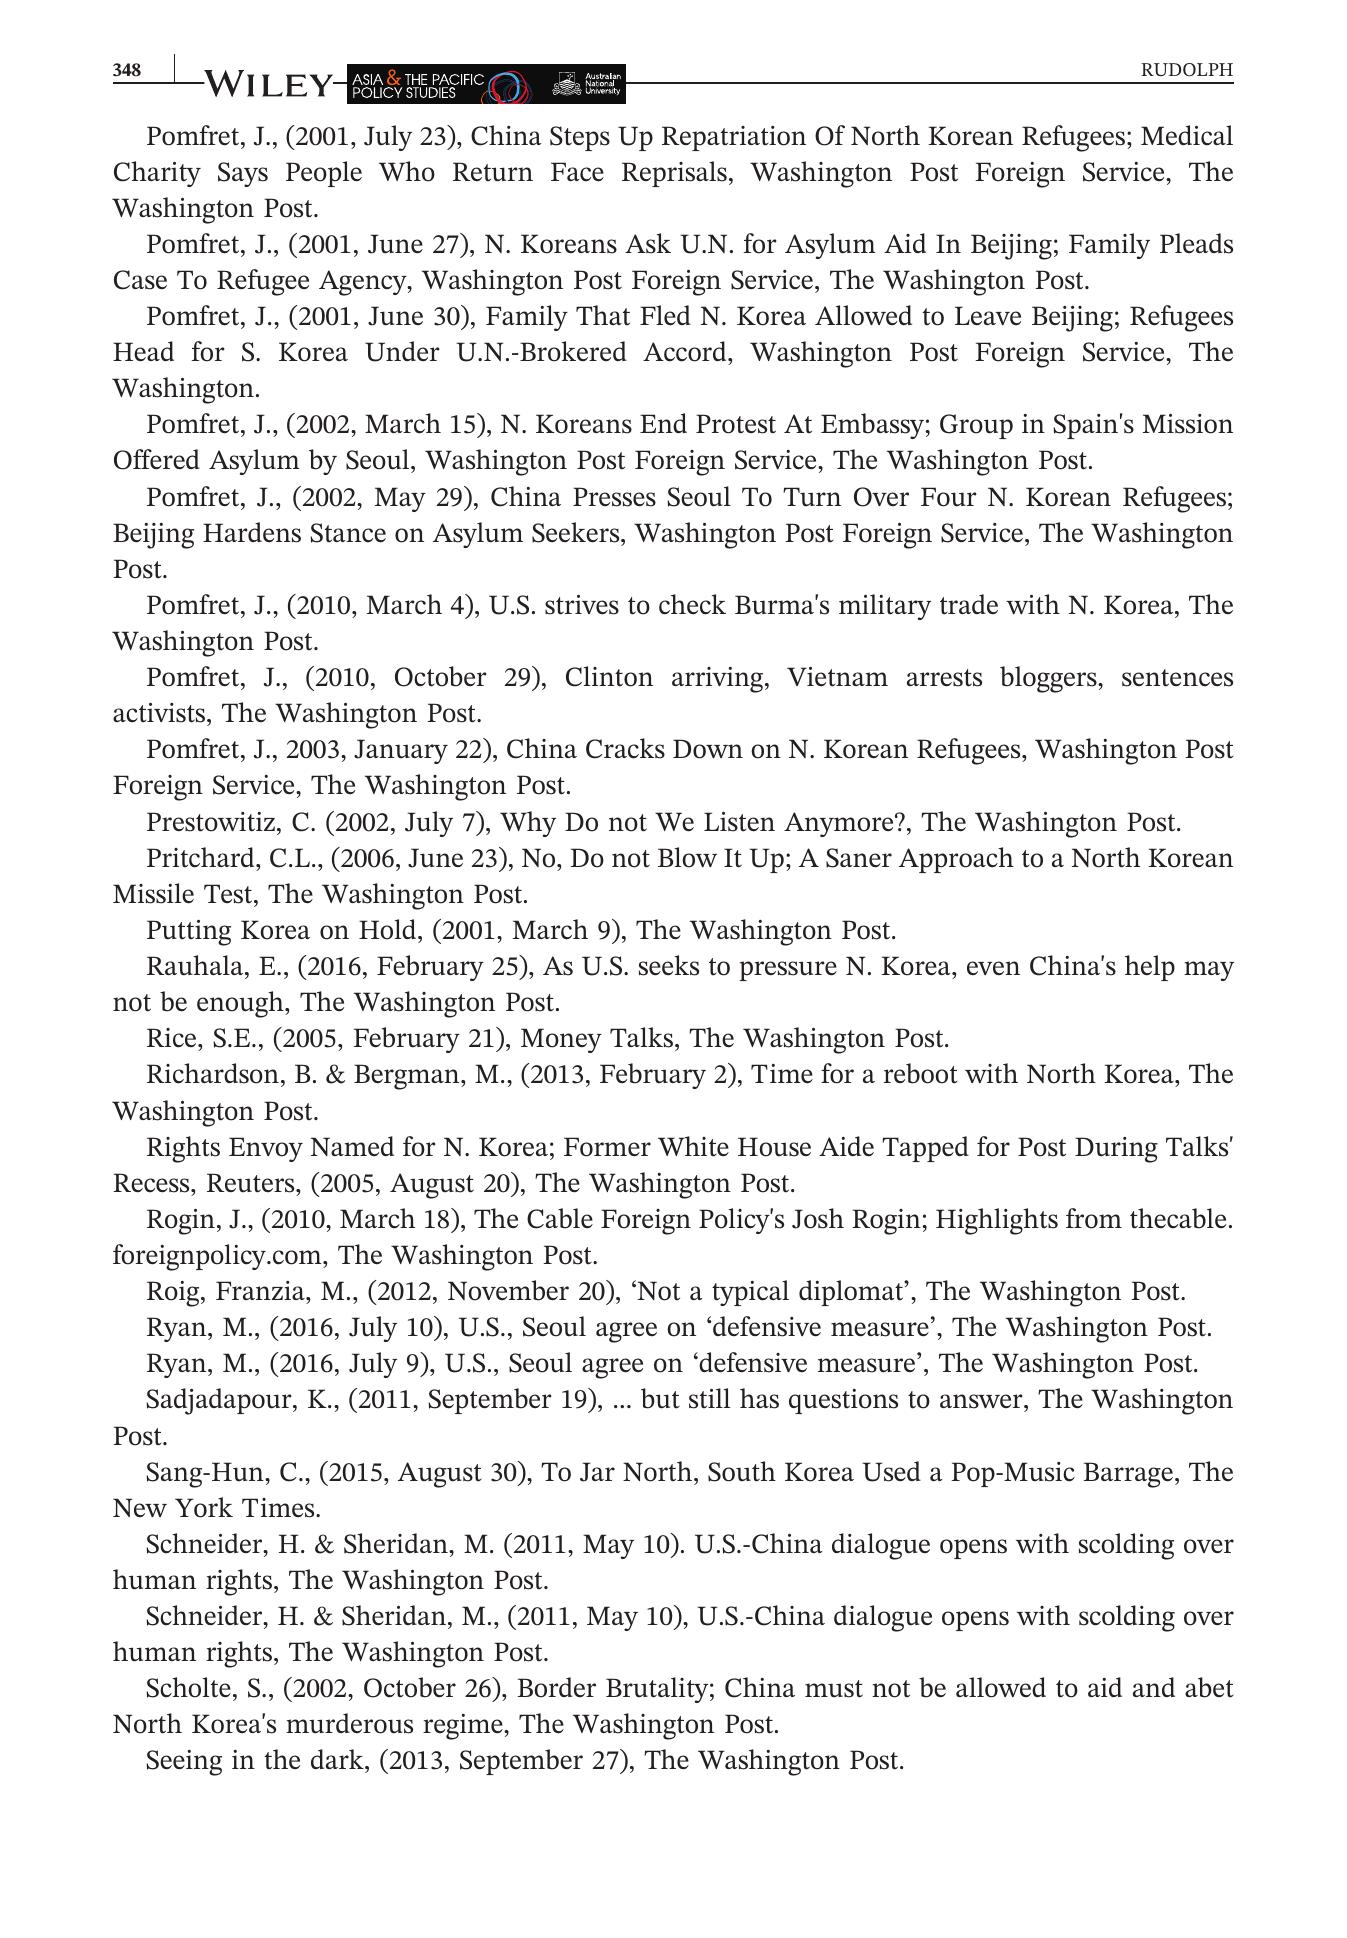 348
WILEY
ASIA & THE PACIFIC
POLICY STUDIES
Australian
National
University
RUDOLPH
Pomfret, J., (2001, July 23), China Steps Up Repatriation Of North Korean Refugees; Medical
Charity Says People Who Return Face Reprisals, Washington Post Foreign Service, The
Washington Post.
Pomfret, J., (2001, June 27), N. Koreans Ask U.N. for Asylum Aid In Beijing; Family Pleads
Case To Refugee Agency, Washington Post Foreign Service, The Washington Post.
Pomfret, J., (2001, June 30), Family That Fled N. Korea Allowed to Leave Beijing; Refugees
Head for S. Korea Under U.N.-Brokered Accord, Washington Post Foreign Service, The
Washington.
Pomfret, J., (2002, March 15), N. Koreans End Protest At Embassy; Group in Spain's Mission
Offered Asylum by Seoul, Washington Post Foreign Service, The Washington Post.
Pomfret, J., (2002, May 29), China Presses Seoul To Turn Over Four N. Korean Refugees;
Beijing Hardens Stance on Asylum Seekers, Washington Post Foreign Service, The Washington
Post.
Pomfret, J., (2010, March 4), U.S. strives to check Burma's military trade with N. Korea, The
Washington Post.
Pomfret, J., (2010, October 29), Clinton arriving, Vietnam arrests bloggers, sentences
activists, The Washington Post.
Pomfret, J., 2003, January 22), China Cracks Down on N. Korean Refugees, Washington Post
Foreign Service, The Washington Post.
Prestowitiz, C. (2002, July 7), Why Do not We Listen Anymore?, The Washington Post.
Pritchard, C.L., (2006, June 23), No, Do not Blow It Up; A Saner Approach to a North Korean
Missile Test, The Washington Post.
Putting Korea on Hold, (2001, March 9), The Washington Post.
Rauhala, E., (2016, February 25), As U.S. seeks to pressure N. Korea, even China's help may
not be enough, The Washington Post.
Rice, S.E., (2005, February 21), Money Talks, The Washington Post.
Richardson, B. & Bergman, M., (2013, February 2), Time for a reboot with North Korea, The
Washington Post.
Rights Envoy Named for N. Korea; Former White House Aide Tapped for Post During Talks'
Recess, Reuters, (2005, August 20), The Washington Post.
Rogin, J., (2010, March 18), The Cable Foreign Policy's Josh Rogin; Highlights from thecable.
foreignpolicy.com, The Washington Post.
Roig, Franzia, M., (2012, November 20), ‘Not a typical diplomat’, The Washington Post.
Ryan, M., (2016, July 10), U.S., Seoul agree on ‘defensive measure’, The Washington Post.
Ryan, M., (2016, July 9), U.S., Seoul agree on ‘defensive measure’, The Washington Post.
Sadjadapour, K., (2011, September 19), ... but still has questions to answer, The Washington
Post.
Sang-Hun, C., (2015, August 30), To Jar North, South Korea Used a Pop-Music Barrage, The
New York Times.
Schneider, H. & Sheridan, M. (2011, May 10). U.S.-China dialogue opens with scolding over
human rights, The Washington Post.
Schneider, H. & Sheridan, M., (2011, May 10), U.S.-China dialogue opens with scolding over
human rights, The Washington Post.
Scholte, S., (2002, October 26), Border Brutality; China must not be allowed to aid and abet
North Korea's murderous regime, The Washington Post.
Seeing in the dark, (2013, September 27), The Washington Post.